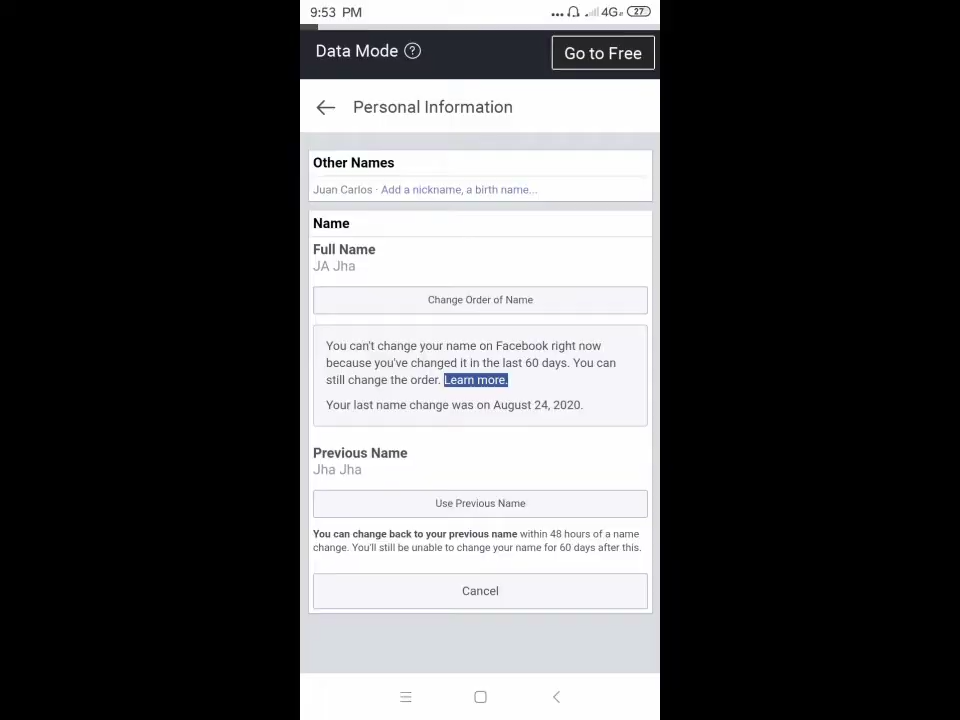 9:53 PM
4G
27
Data Mode
Go to Free
Personal Information
Other Names
Juan Carlos · Add a nickname, a birth name...
Name
Full Name
JA Jha
Change Order of Name
You can't change your name on Facebook right now
because you've changed it in the last 60 days. You can
still change the order. Learn more.
Your last name change was on August 24, 2020.
Previous Name
Jha Jha
Use Previous Name
You can change back to your previous name within 48 hours of a name
change. You'll still be unable to change your name for 60 days after this.
Cancel